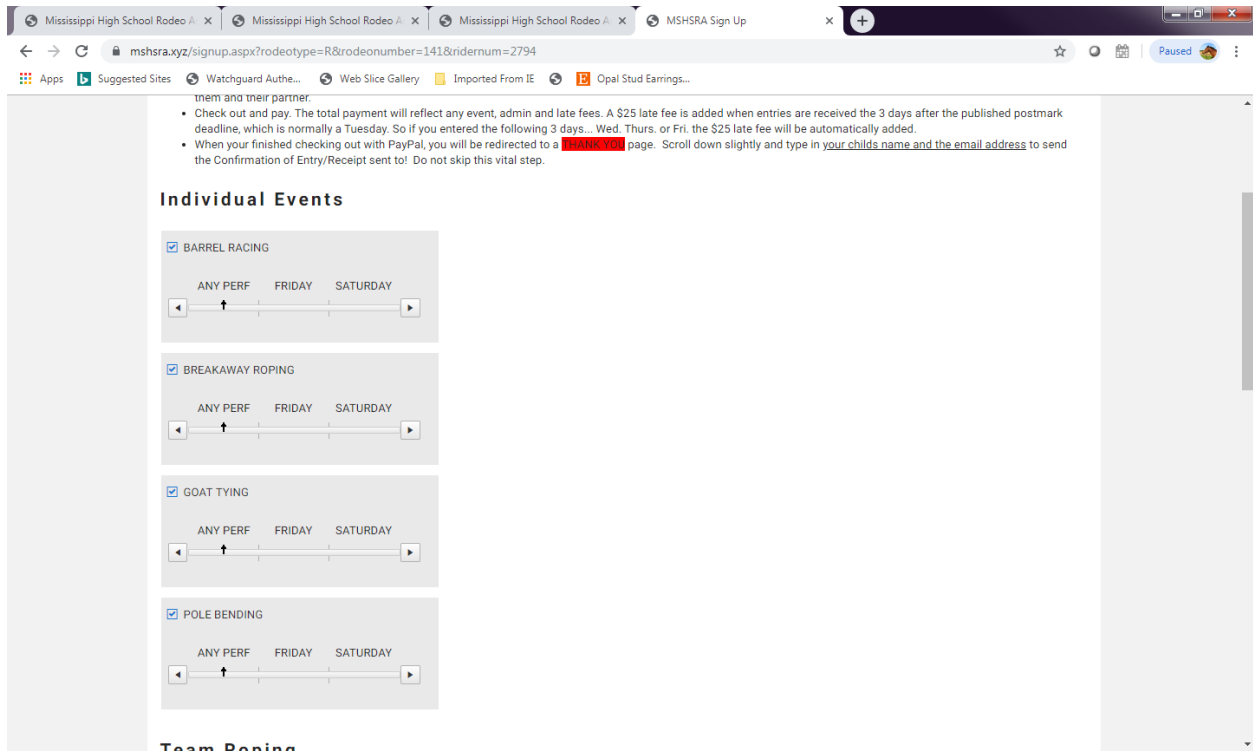 Mississippi High School Rodeo A
Mississippi High School Rodeo A
Mississippi High School Rodeo A
MSHSRA Sign Up
mshsra.xyz/signup.aspx?rodeotype=R&rodeonumber=141&ridernum=2794
Paused
Apps
Suggested Sites
Watchguard Authe...
Web Slice Gallery
Imported From IE
Opal Stud Earrings...
them and their partner.
• Check out and pay. The total payment will reflect any event, admin and late fees. A $25 late fee is added when entries are received the 3 days after the published postmark
deadline, which is normally a Tuesday. So if you entered the following 3 days... Wed. Thurs. or Fri. the $25 late fee will be automatically added.
• When your finished checking out with PayPal, you will be redirected to a THANK YOU page. Scroll down slightly and type in your childs name and the email address to send
the Confirmation of Entry/Receipt sent to! Do not skip this vital step.
Individual Events
BARREL RACING
ANY PERF FRIDAY SATURDAY
BREAKAWAY ROPING
ANY PERF FRIDAY SATURDAY
GOAT TYING
ANY PERF FRIDAY SATURDAY
POLE BENDING
ANY PERF FRIDAY SATURDAY
Team Roping